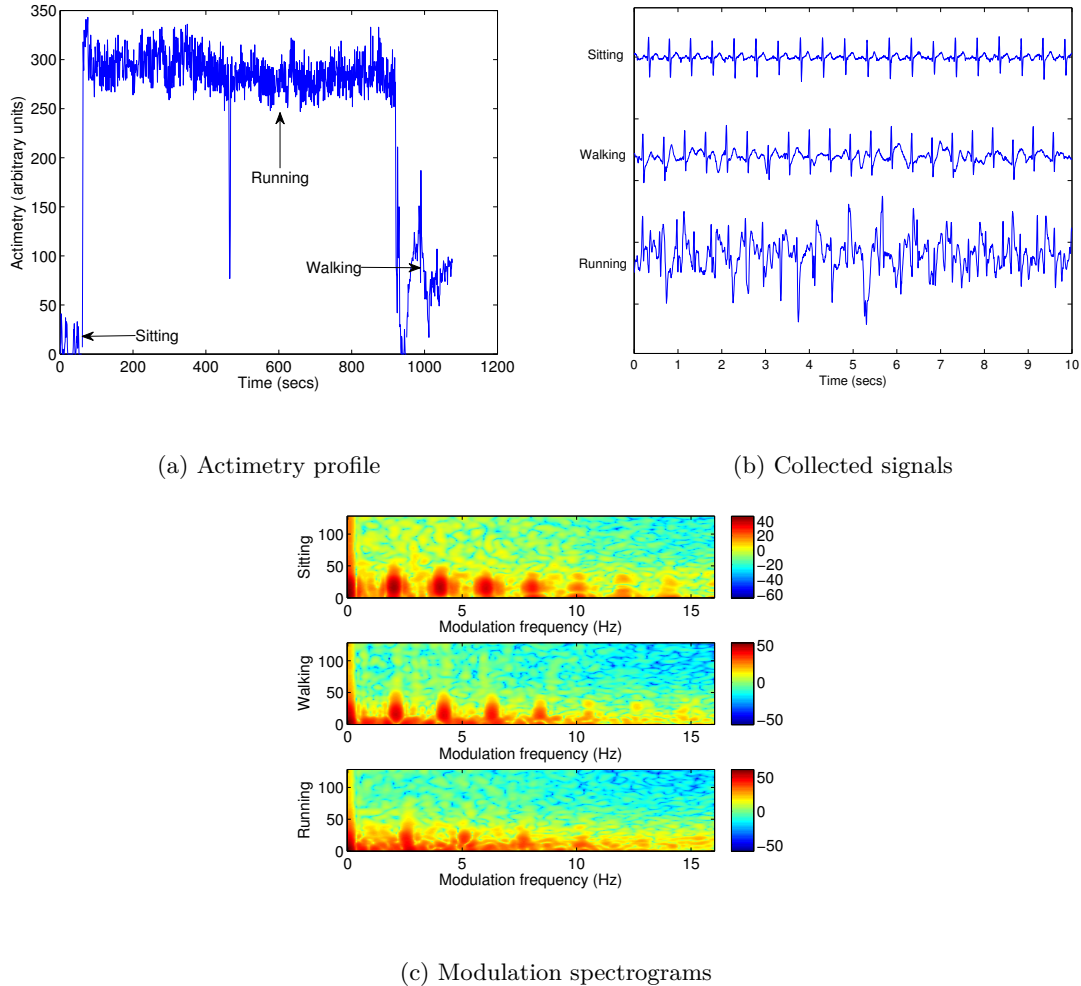 350
300
250
200
150
100
50
0
Actimetry (arbitrary units)
Running
Walking
Sitting
0 200 400 600 800 1000 1200
Time (secs)
Sitting
Walking
Running
0 1 2 3 4 5 6 7 8 9 10
Time (secs)
(a) Actimetry profile
(b) Collected signals
Sitting
100
50
0
0 5 10 15
Modulation frequency (Hz)
40
20
0
−20
−40
−60
Walking
100
50
0
0 5 10 15
Modulation frequency (Hz)
50
0
−50
Running
100
50
0
0 5 10 15
Modulation frequency (Hz)
50
0
−50
(c) Modulation spectrograms